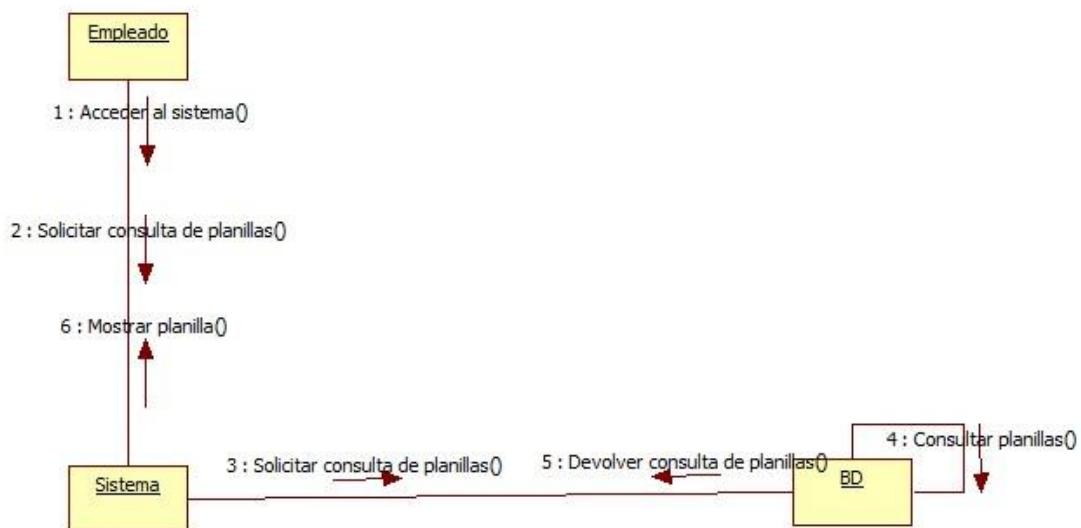 Empleado
1 : Acceder al sistema()
2 : Solicitar consulta de planillas()
6 : Mostrar planilla()
4 : Consultar planillas()
3 : Solicitar consulta de planillas()
5 : Devolver consulta de planillas()
Sistema
BD